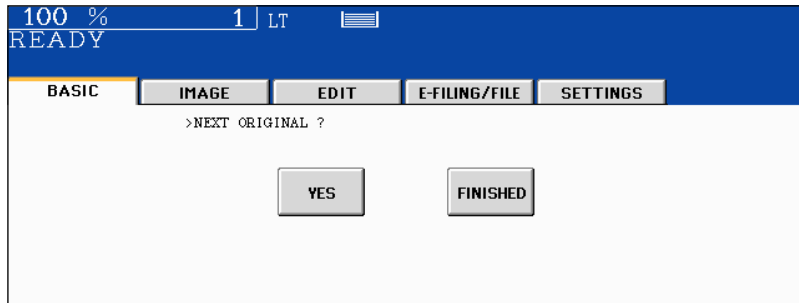 100 % 1 LT
READY
BASIC IMAGE EDIT E-FILING/FILE SETTINGS
>NEXT ORIGINAL ?
YES FINISHED